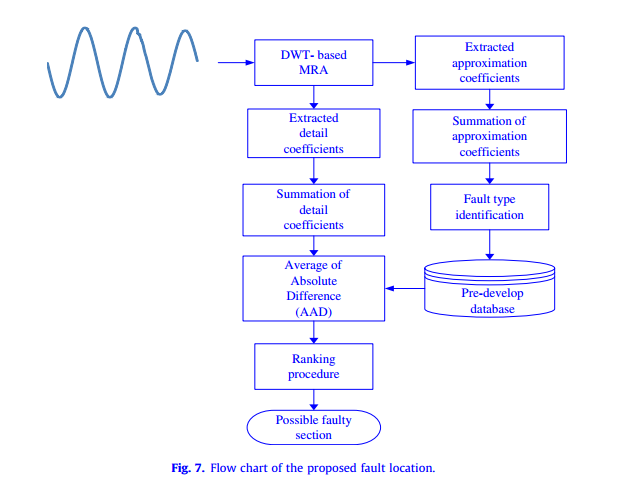 DWT- based
MRA
Extracted
approximation
coefficients
Extracted
detail
coefficients
Summation of
approximation
coefficients
Summation of
detail
coefficients
Fault type
identification
Average of
Absolute
Difference
(AAD)
Pre-develop
database
Ranking
procedure
Possible faulty
section
Fig. 7. Flow chart of the proposed fault location.